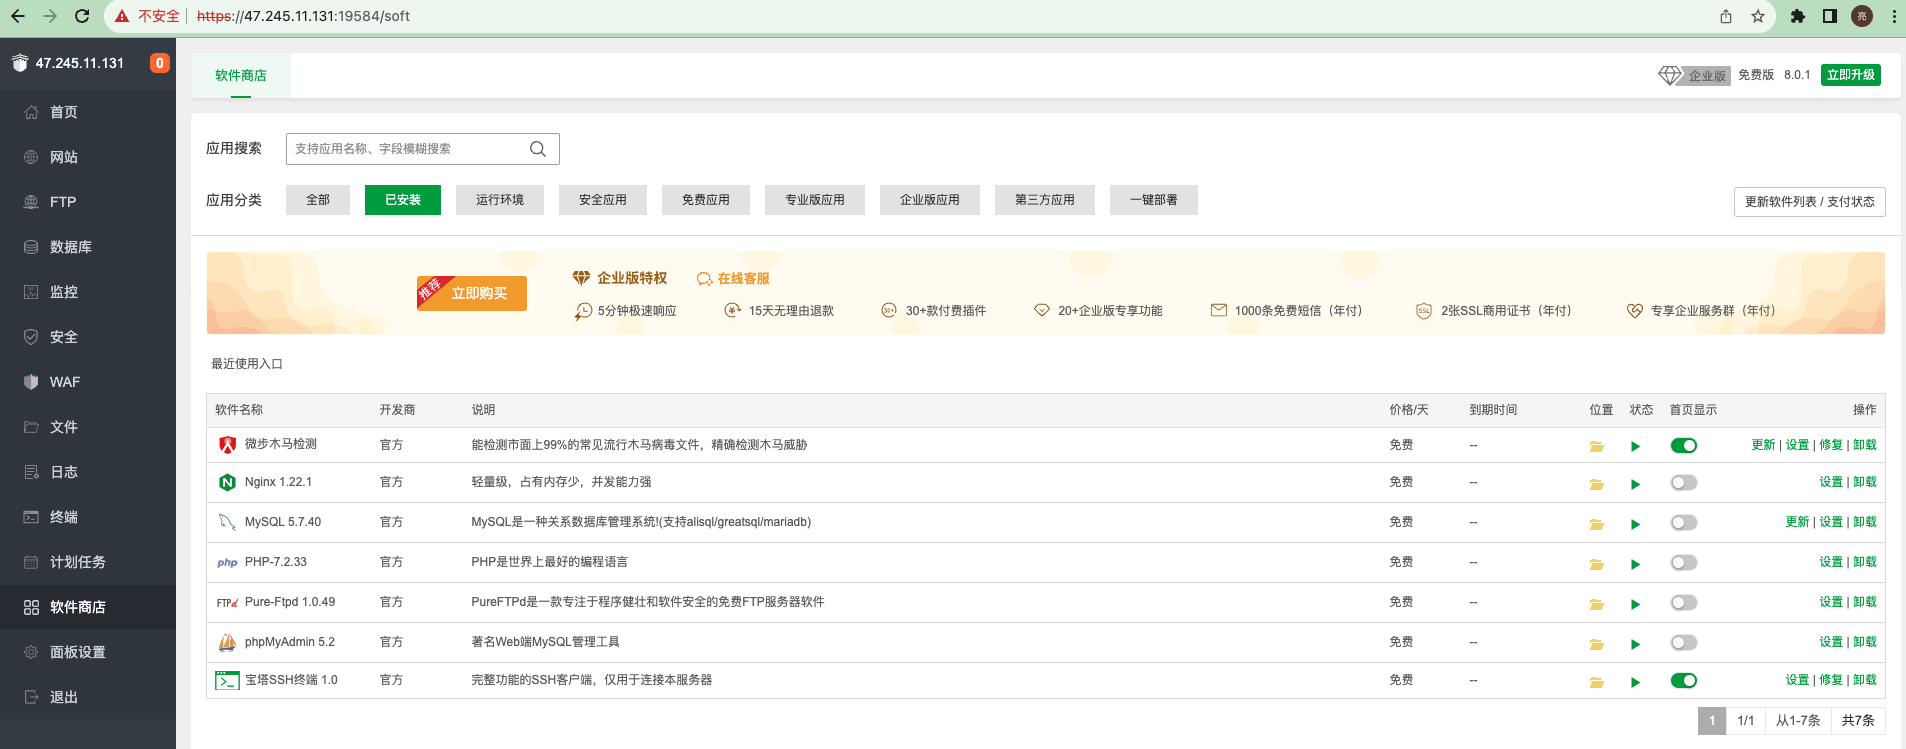 不安全 https://47.245.11.131:19584/soft
亮
47.245.11.131 0
首页
网站
FTP
数据库
监控
安全
WAF
文件
日志
终端
计划任务
软件商店
面板设置
退出
软件商店
企业版 免费版 8.0.1 立即升级
应用搜索 支持应用名称、字段模糊搜索
应用分类 全部 已安装 运行环境 安全应用 免费应用 专业版应用 企业版应用 第三方应用 一键部署
更新软件列表 / 支付状态
推荐 立即购买
企业版特权 在线客服
5分钟极速响应 15天无理由退款 30+ 30+款付费插件 20+企业版专享功能 1000条免费短信（年付） SSL 2张SSL商用证书（年付） 专享企业服务群（年付）
最近使用入口
软件名称 开发商 说明 价格/天 到期时间 位置 状态 首页显示 操作
微步木马检测 官方 能检测市面上99%的常见流行木马病毒文件，精确检测木马威胁 免费 -- 更新 | 设置 | 修复 | 卸载
N Nginx 1.22.1 官方 轻量级，占有内存少，并发能力强 免费 -- 设置 | 卸载
MySQL 5.7.40 官方 MySQL是一种关系数据库管理系统!(支持alisql/greatsql/mariadb) 免费 -- 更新 | 设置 | 卸载
php PHP-7.2.33 官方 PHP是世界上最好的编程语言 免费 -- 设置 | 卸载
FTPd Pure-Ftpd 1.0.49 官方 PureFTPd是一款专注于程序健壮和软件安全的免费FTP服务器软件 免费 -- 设置 | 卸载
phpMyAdmin 5.2 官方 著名Web端MySQL管理工具 免费 -- 设置 | 卸载
宝塔SSH终端 1.0 官方 完整功能的SSH客户端，仅用于连接本服务器 免费 -- 设置 | 修复 | 卸载
1 1/1 从1-7条 共7条